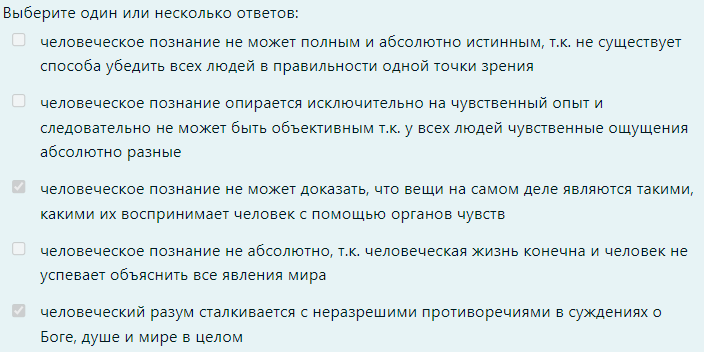 Выберите один или несколько ответов:
человеческое познание не может полным и абсолютно истинным, т.к. не существует
способа убедить всех людей в правильности одной точки зрения
человеческое познание опирается исключительно на чувственный опыт и
следовательно не может быть объективным т.к. у всех людей чувственные ощущения
абсолютно разные
человеческое познание не может доказать, что вещи на самом деле являются такими,
какими их воспринимает человек с помощью органов чувств
человеческое познание не абсолютно, т.к. человеческая жизнь конечна и человек не
успевает объяснить все явления мира
человеческий разум сталкивается с неразрешими противоречиями в суждениях о
Боге, душе и мире в целом